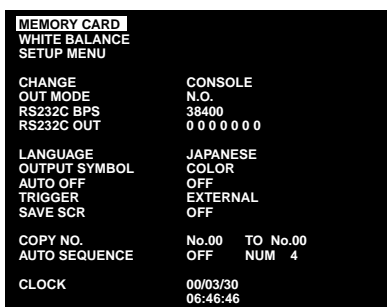 MEMORY CARD
WHITE BALANCE
SETUP MENU
CHANGE CONSOLE
OUT MODE N.O.
RS232C BPS 38400
RS232C OUT 0 0 0 0 0 0 0
LANGUAGE JAPANESE
OUTPUT SYMBOL COLOR
AUTO OFF OFF
TRIGGER EXTERNAL
SAVE SCR OFF
COPY NO. No.00 TO No.00
AUTO SEQUENCE OFF NUM 4
CLOCK 00/03/30
06:46:46